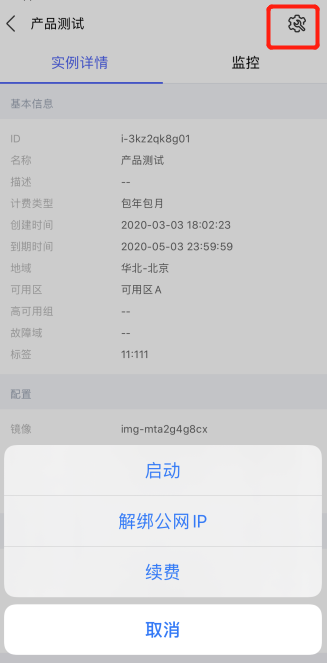 产品测试
实例详情 监控
基本信息
ID i-3kz2qk8g01
名称 产品测试
描述 --
计费类型 包年包月
创建时间 2020-03-03 18:02:23
到期时间 2020-05-03 23:59:59
地域 华北-北京
可用区 可用区A
高可用组 --
故障域 --
标签 11:111
配置
镜像 img-mta2g4g8cx
启动
解绑公网IP
续费
取消